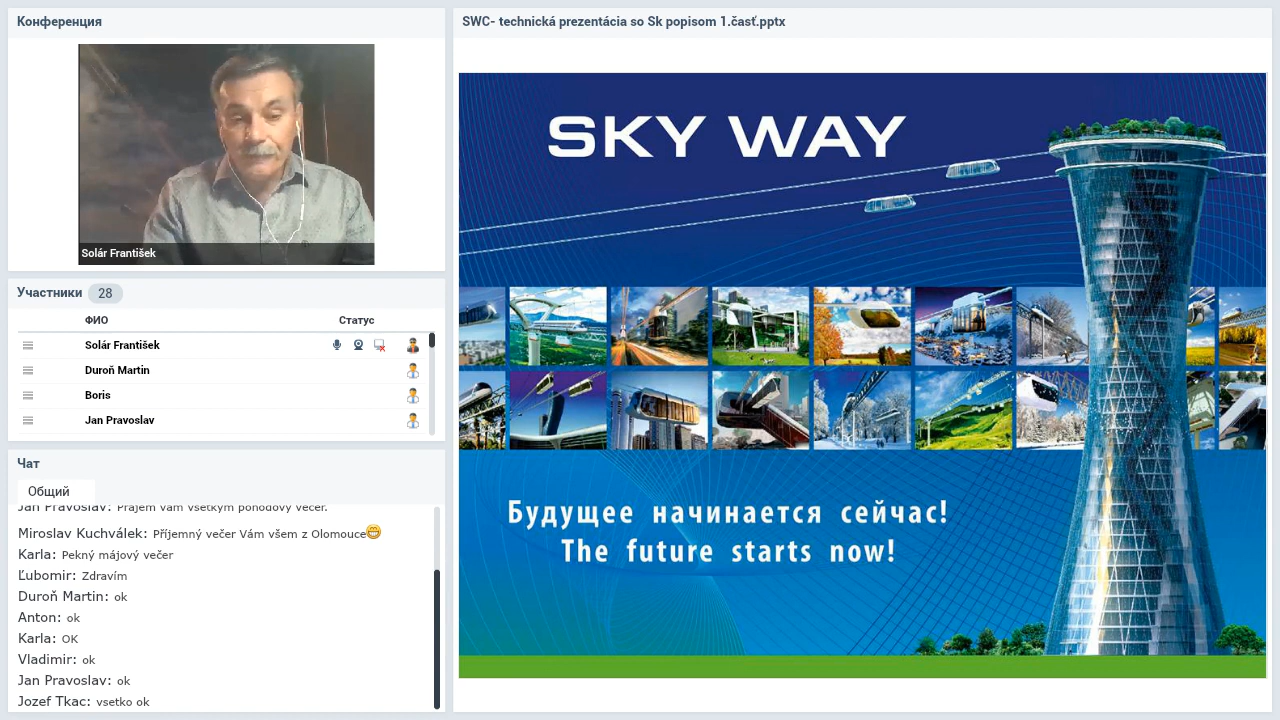 Конференция
Solár František
Участники 28
ФИО Статус
Solár František
Duroň Martin
Boris
Jan Pravoslav
Чат
Общий
Jan Pravoslav: Prajem vám všetkým pohodový večer.
Miroslav Kuchválek: Příjemný večer Vám všem z Olomouce
Karla: Pekný májový večer
Ľubomir: Zdravím
Duroň Martin: ok
Anton: ok
Karla: OK
Vladimir: ok
Jan Pravoslav: ok
Jozef Tkac: vsetko ok
SWC- technická prezentácia so Sk popisom 1.časť.pptx
SKY WAY
Будущее начинается сейчас!
The future starts now!